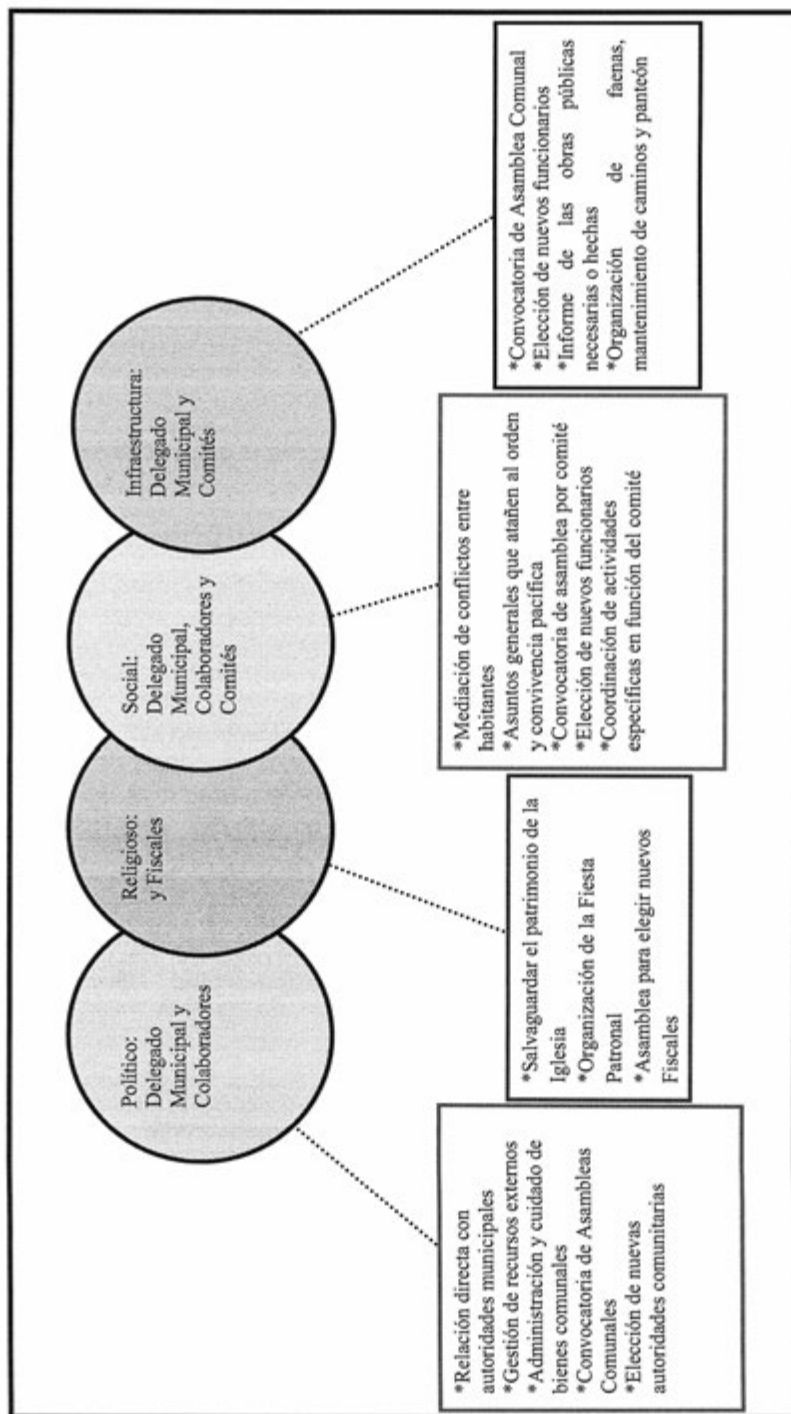 Político:
Delegado
Municipal y
Colaboradores
Religioso:
y Fiscales
Social:
Delegado
Municipal,
Colaboradores y
Comités
Infraestructura:
Delegado
Municipal y
Comités
*Relación directa con
autoridades municipales
*Gestión de recursos externos
*Administración y cuidado de
bienes comunales
*Convocatoria de Asambleas
Comunales
*Elección de nuevas
autoridades comunitarias
*Salvaguardar el patrimonio de la
Iglesia
*Organización de la Fiesta
Patronal
*Asamblea para elegir nuevos
Fiscales
*Mediación de conflictos entre
habitantes
*Asuntos generales que atañen al orden
y convivencia pacífica
*Convocatoria de asamblea por comité
*Elección de nuevos funcionarios
*Coordinación de actividades
específicas en función del comité
*Convocatoria de Asamblea Comunal
*Elección de nuevos funcionarios
*Informe de las obras públicas
necesarias o hechas
*Organización de faenas,
mantenimiento de caminos y panteón